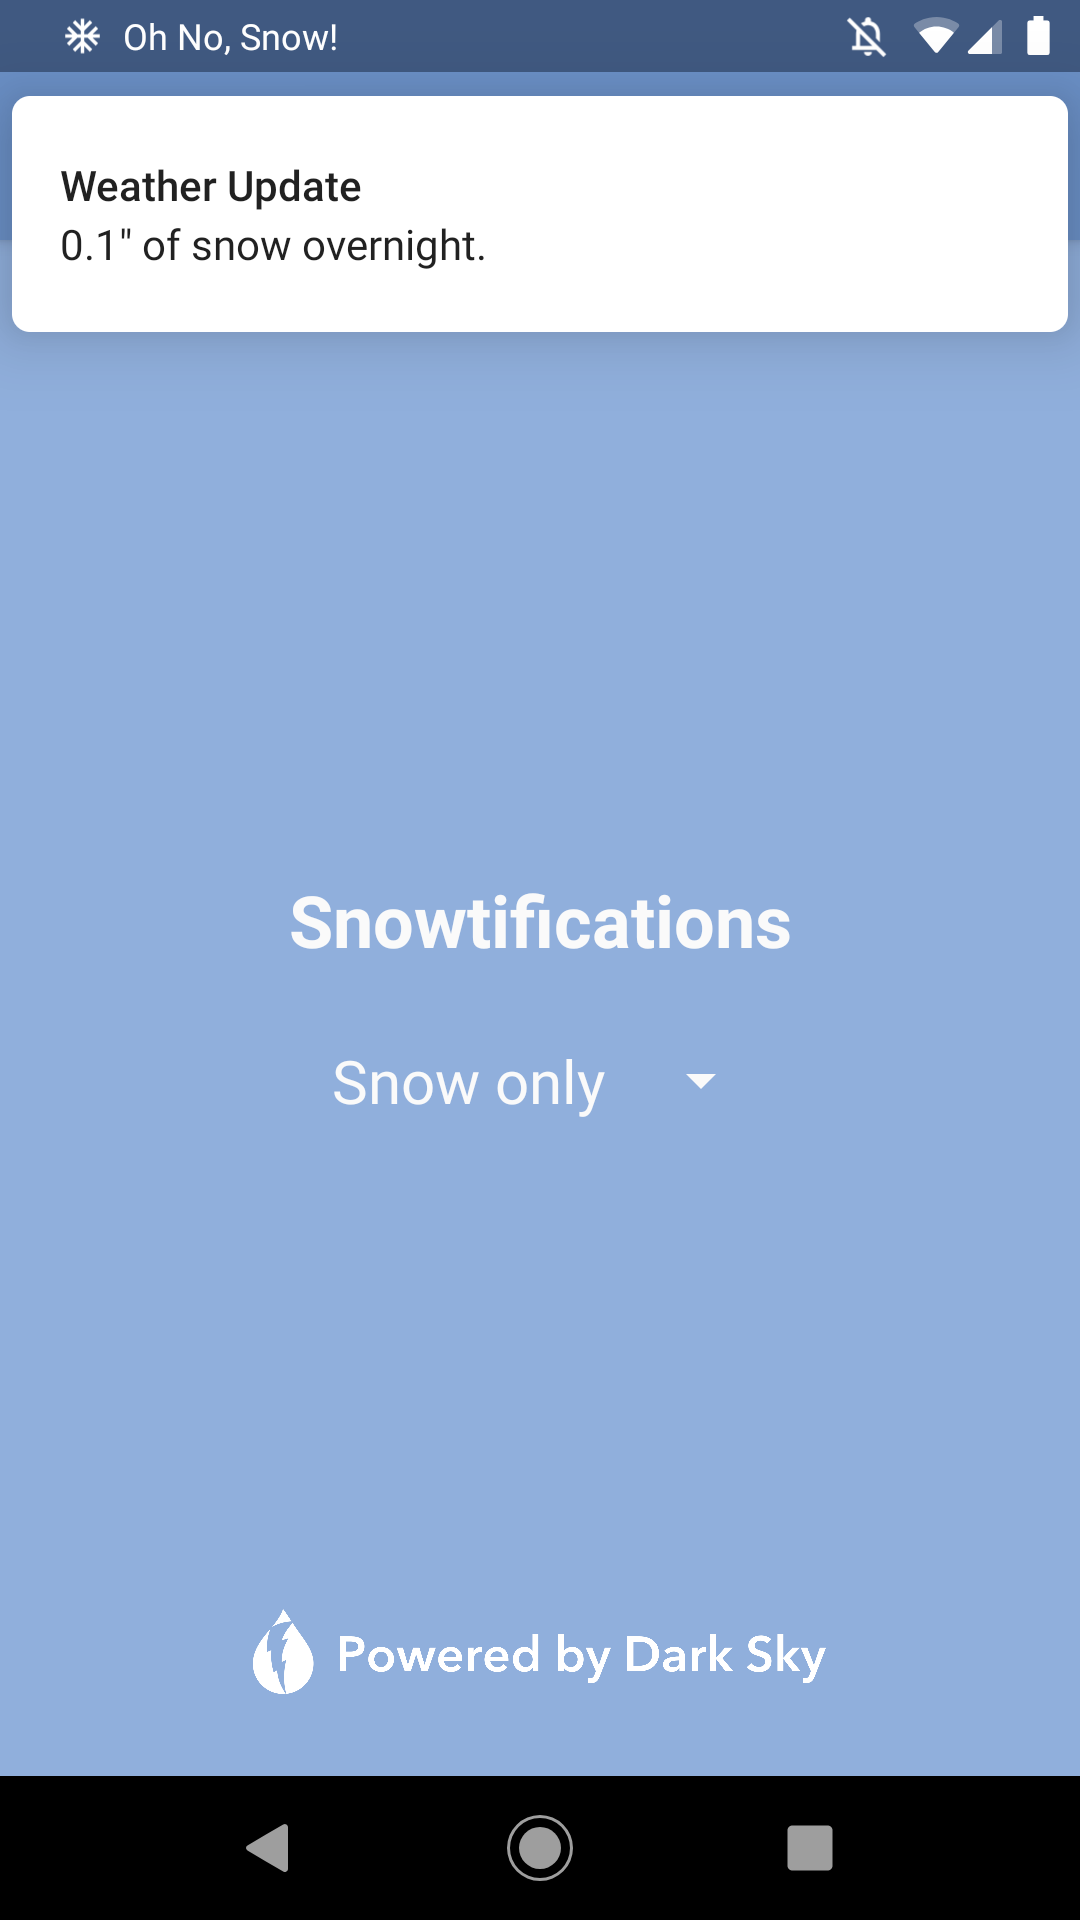 Oh No, Snow!
Weather Update
0.1" of snow overnight.
Snowtifications
Snow only
Powered by Dark Sky